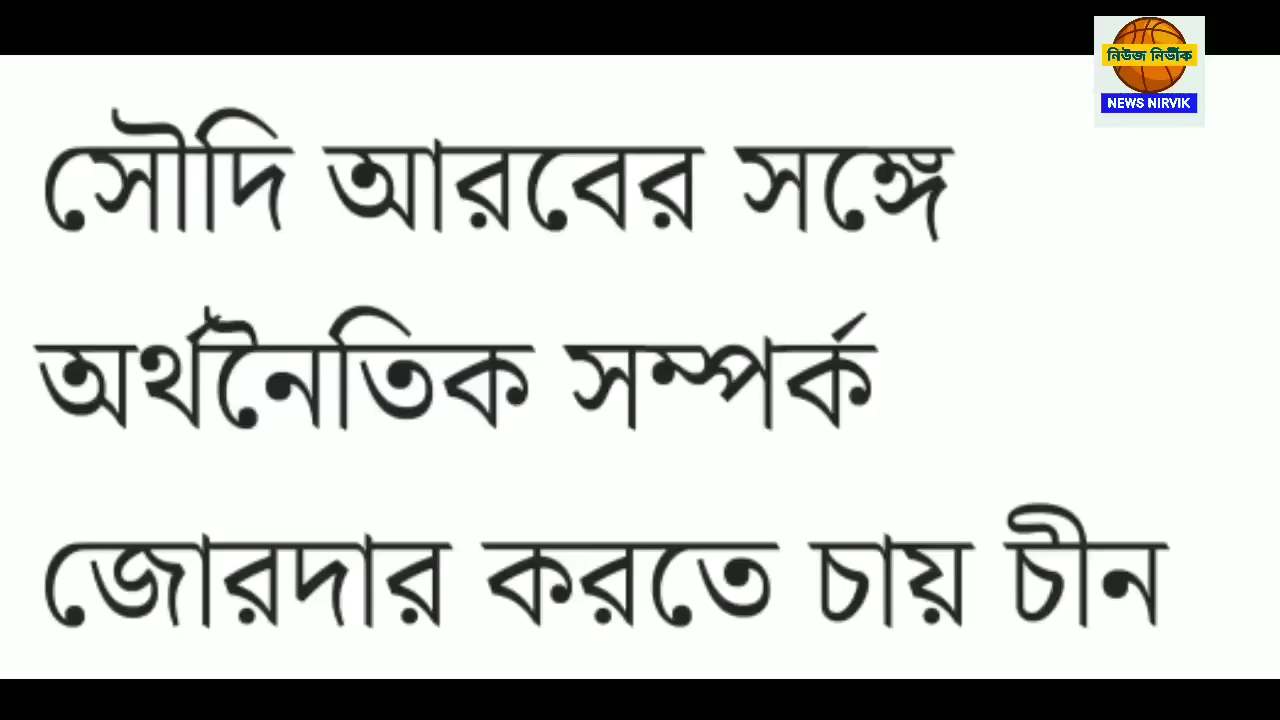 নিউজ নির্ভীক
NEWS NIRVIK
সৌদি আরবের সঙ্গে
অর্থনৈতিক সম্পর্ক
জোরদার করতে চায় চীন